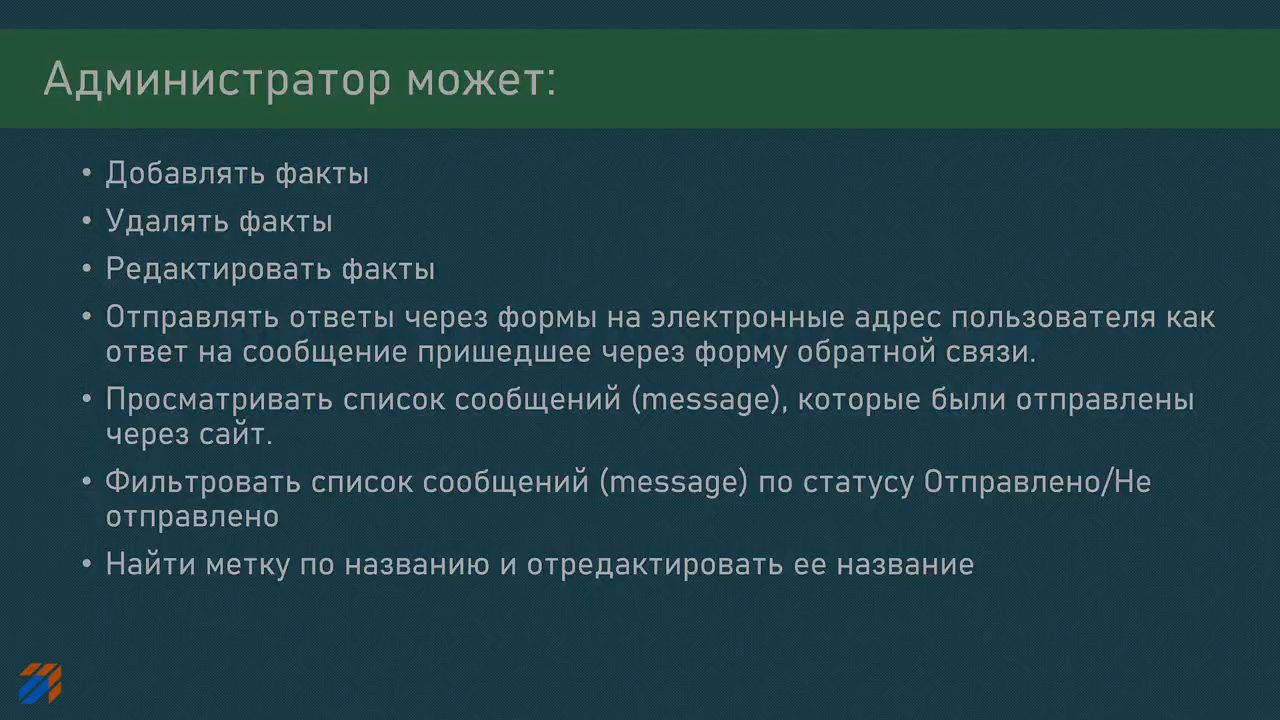 Администратор может:
• Добавлять факты
• Удалять факты
• Редактировать факты
• Отправлять ответы через формы на электронные адрес пользователя как
ответ на сообщение пришедшее через форму обратной связи.
• Просматривать список сообщений (message), которые были отправлены
через сайт.
• Фильтровать список сообщений (message) по статусу Отправлено/Не
отправлено
• Найти метку по названию и отредактировать ее название